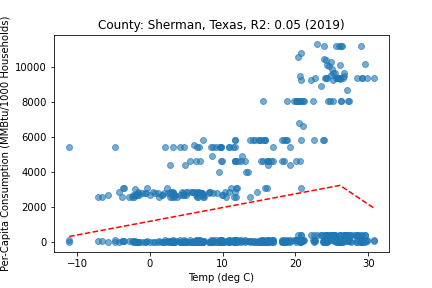 County: Sherman, Texas, R2: 0.05 (2019)
Per-Capita Consumption (MMBtu/1000 Households)
10000
8000
6000
4000
2000
0
−10 0 10 20 30
Temp (deg C)